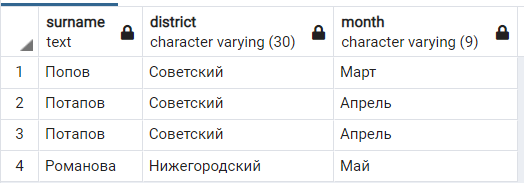 surname district month
text character varying (30) character varying (9)
1 Попов Советский Март
2 Потапов Советский Апрель
3 Потапов Советский Апрель
4 Романова Нижегородский Май